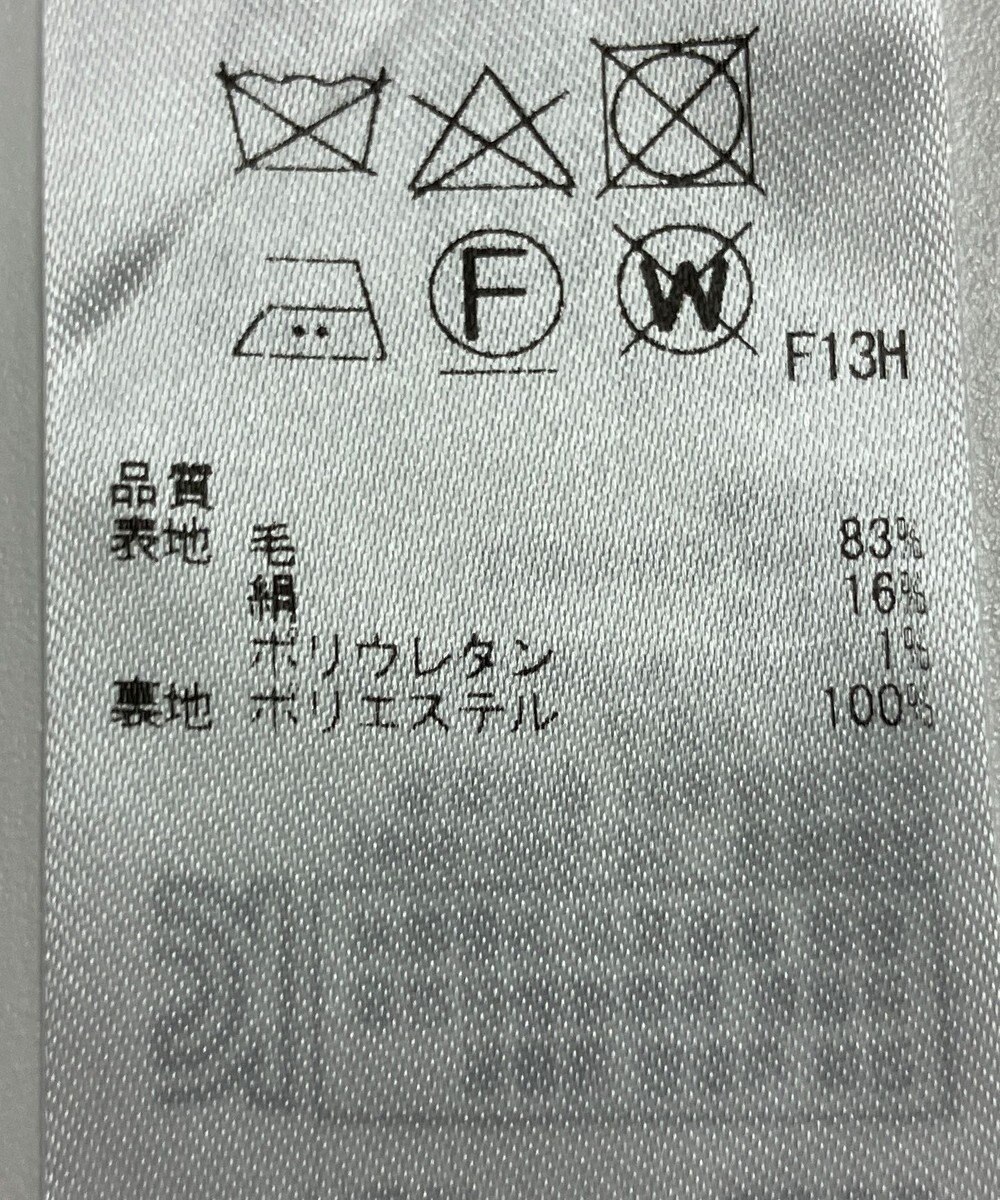 F
W
F13H
品質
表地 毛 83%
絹 16%
ポリウレタン 1%
裏地 ポリエステル 100%